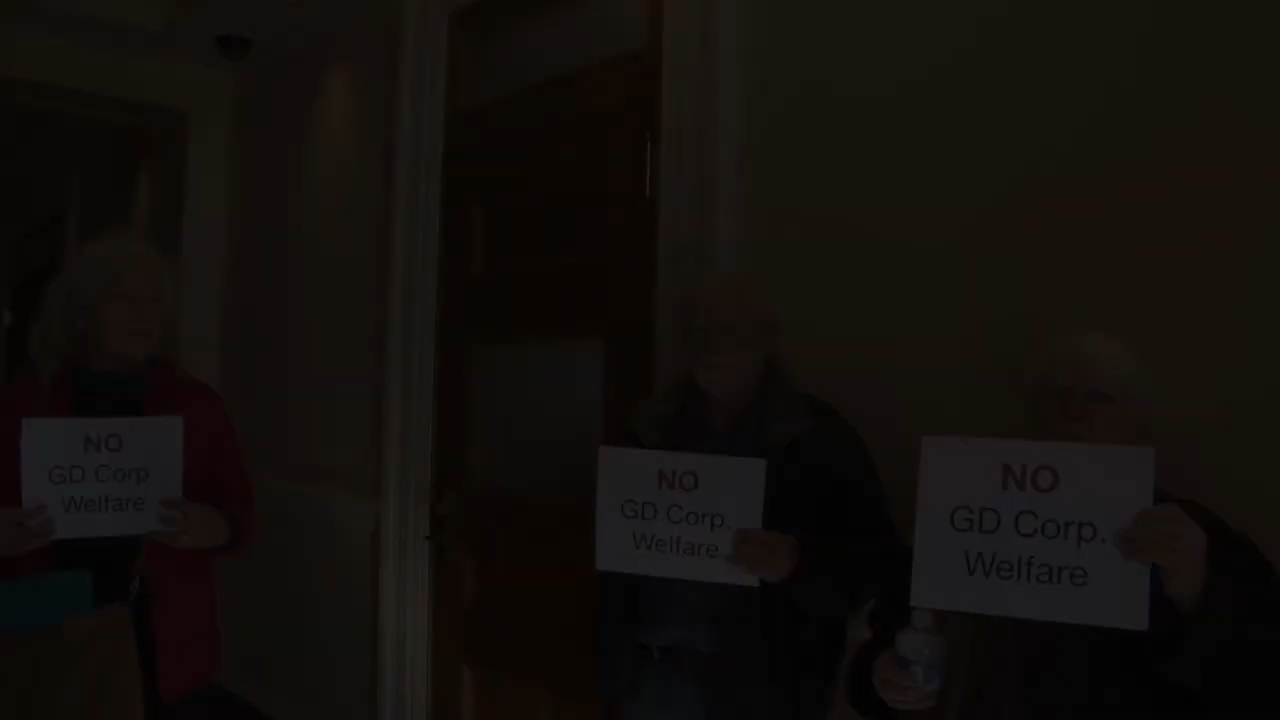 NO
GD Corp
Welfare
NO
GD Corp.
Welfare
NO
GD Corp.
Welfare